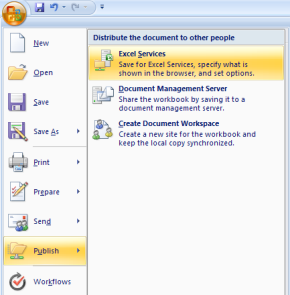 New
Open
Save
Save As
Print
Prepare
Send
Publish
Workflows
Distribute the document to other people
Excel Services
Save for Excel Services, specify what is
shown in the browser, and set options.
Document Management Server
Share the workbook by saving it to a
document management server.
Create Document Workspace
Create a new site for the workbook and
keep the local copy synchronized.